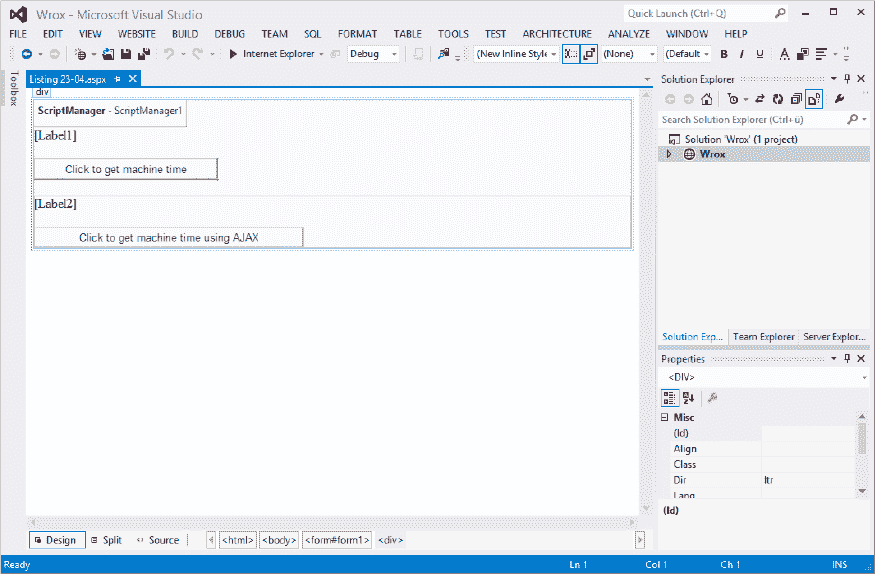 Wrox - Microsoft Visual Studio
Quick Launch (Ctrl+Q)
FILE EDIT VIEW WEBSITE BUILD DEBUG TEAM SQL FORMAT TABLE TOOLS TEST ARCHITECTURE ANALYZE WINDOW HELP
Internet Explorer Debug (New Inline Style (None) (Default B I U A
Toolbox
Listing 23-04.aspx
div
ScriptManager - ScriptManager1
[Label1]
Click to get machine time
[Label2]
Click to get machine time using AJAX
Solution Explorer
Search Solution Explorer (Ctrl+ü)
Solution 'Wrox' (1 project)
Wrox
Solution Exp... Team Explorer Server Explor...
Properties
<DIV>
Misc
(Id)
Align
Class
Dir ltr
Lang
(Id)
Design Split Source <html> <body> <form#form1> <div>
Ready Ln 1 Col 1 Ch 1 INS